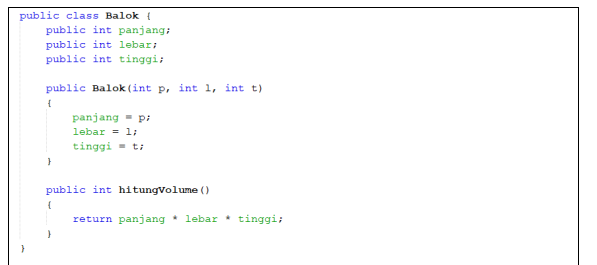 public class Balok {
public int panjang;
public int lebar;
public int tinggi;
public Balok(int p, int l, int t)
{
panjang = p;
lebar = l;
tinggi = t;
}
public int hitungVolume()
{
return panjang * lebar * tinggi;
}
}